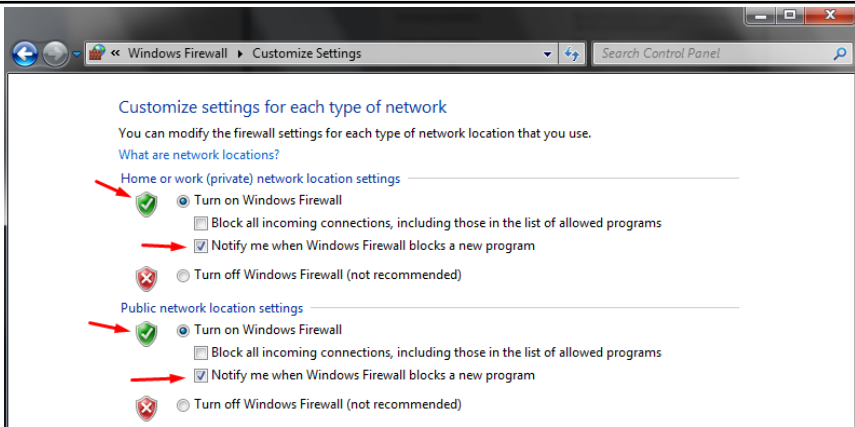 « Windows Firewall ▸ Customize Settings
Search Control Panel
Customize settings for each type of network
You can modify the firewall settings for each type of network location that you use.
What are network locations?
Home or work (private) network location settings
Turn on Windows Firewall
Block all incoming connections, including those in the list of allowed programs
Notify me when Windows Firewall blocks a new program
Turn off Windows Firewall (not recommended)
Public network location settings
Turn on Windows Firewall
Block all incoming connections, including those in the list of allowed programs
Notify me when Windows Firewall blocks a new program
Turn off Windows Firewall (not recommended)